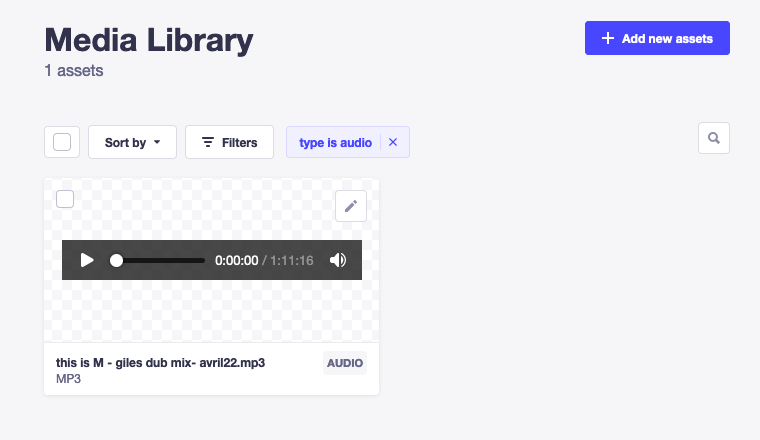 Media Library
Add new assets
1 assets
Sort by
Filters
type is audio
0:00:00 / 1:11:16
this is M - giles dub mix- avril22.mp3
AUDIO
MP3